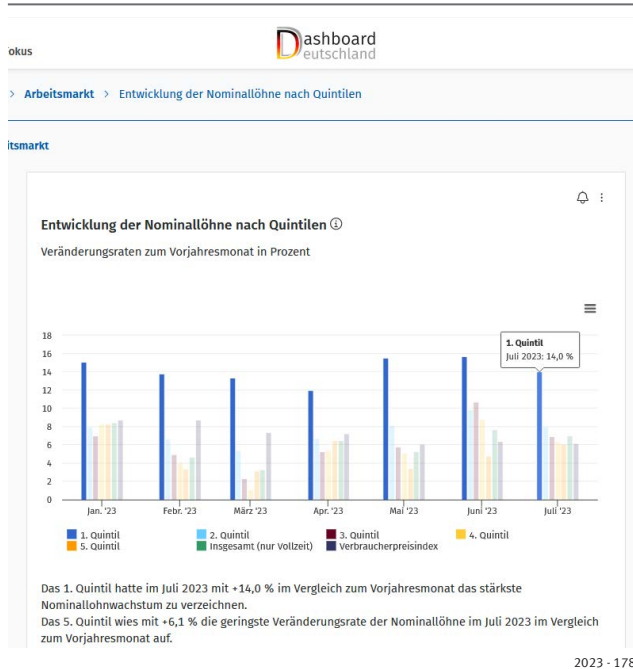 okus
Dashboard
Deutschland
> Arbeitsmarkt > Entwicklung der Nominallöhne nach Quintilen
itsmarkt
Entwicklung der Nominallöhne nach Quintilen
Veränderungsraten zum Vorjahresmonat in Prozent
1. Quintil
Juli 2023: 14,0 %
18
16
14
12
10
8
6
4
2
0
Jan. '23 Febr. '23 März '23 Apr. '23 Mai '23 Juni '23 Juli '23
1. Quintil 2. Quintil 3. Quintil 4. Quintil
5. Quintil Insgesamt (nur Vollzeit) Verbraucherpreisindex
Das 1. Quintil hatte im Juli 2023 mit +14,0 % im Vergleich zum Vorjahresmonat das stärkste
Nominallohnwachstum zu verzeichnen.
Das 5. Quintil wies mit +6,1 % die geringste Veränderungsrate der Nominallöhne im Juli 2023 im Vergleich
zum Vorjahresmonat auf.
2023 - 178